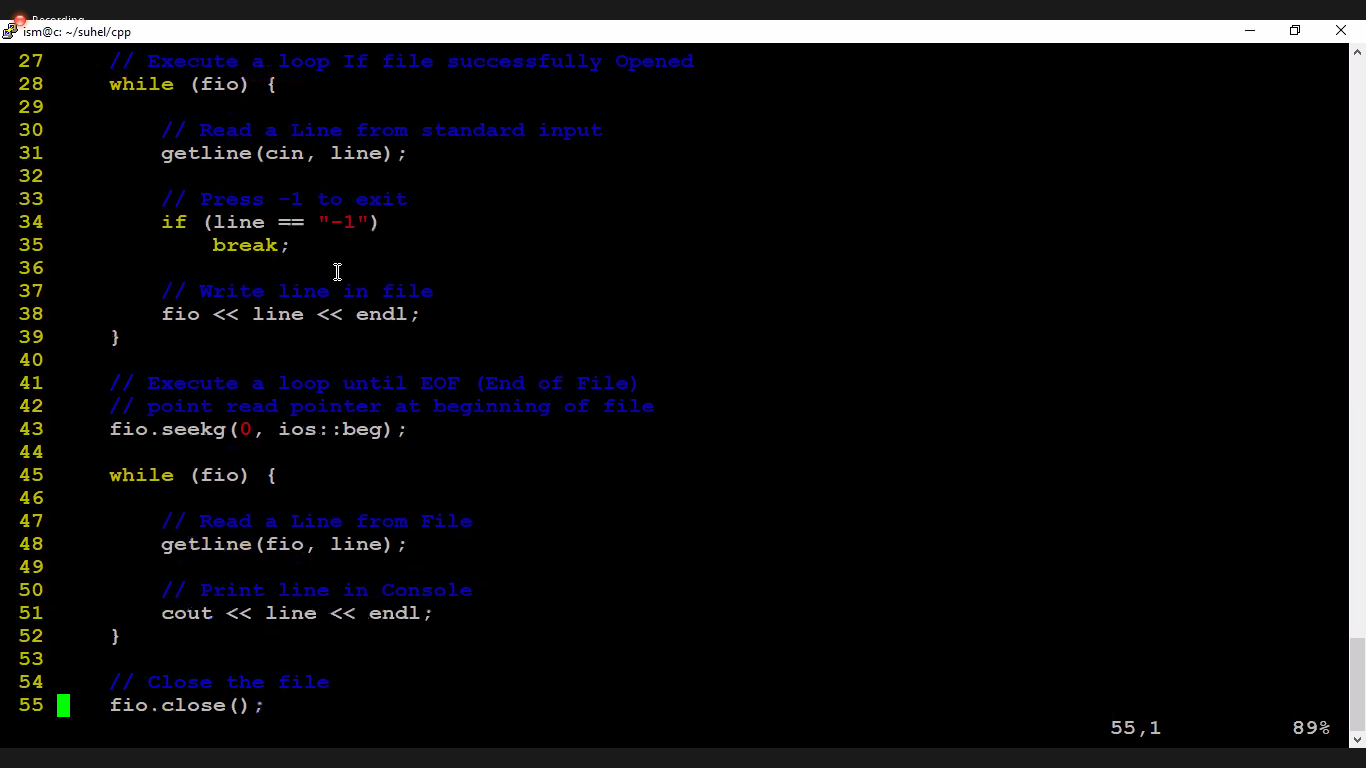 Recording
ism@c: ~/suhel/cpp
27 // Execute a loop If file successfully Opened
28 while (fio) {
29
30 // Read a Line from standard input
31 getline(cin, line);
32
33 // Press -1 to exit
34 if (line == "-1")
35 break;
36
37 // Write line in file
38 fio << line << endl;
39 }
40
41 // Execute a loop until EOF (End of File)
42 // point read pointer at beginning of file
43 fio.seekg(0, ios::beg);
44
45 while (fio) {
46
47 // Read a Line from File
48 getline(fio, line);
49
50 // Print line in Console
51 cout << line << endl;
52 }
53
54 // Close the file
55 fio.close();
55,1 89%